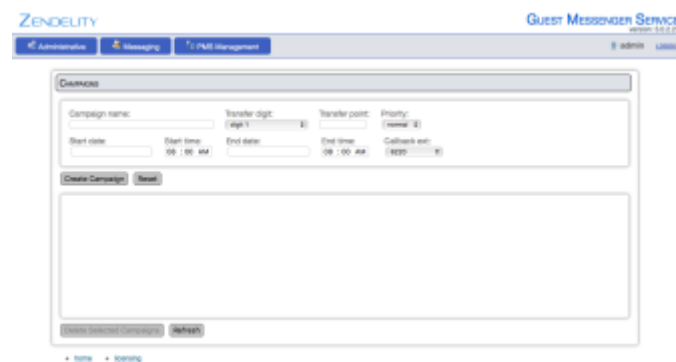 ZENDELITY
GUEST MESSENGER SERVICE
Administrative Messaging PMS Management
admin
CAMPAIGNS
Campaign name: Transfer digit: Transfer point: Priority:
digit 1 normal
Start date: Start time: End date: End time: Callback ext:
08 : 00 AM 08 : 00 AM
Create Campaign Reset
Delete Selected Campaigns Refresh
home licensing